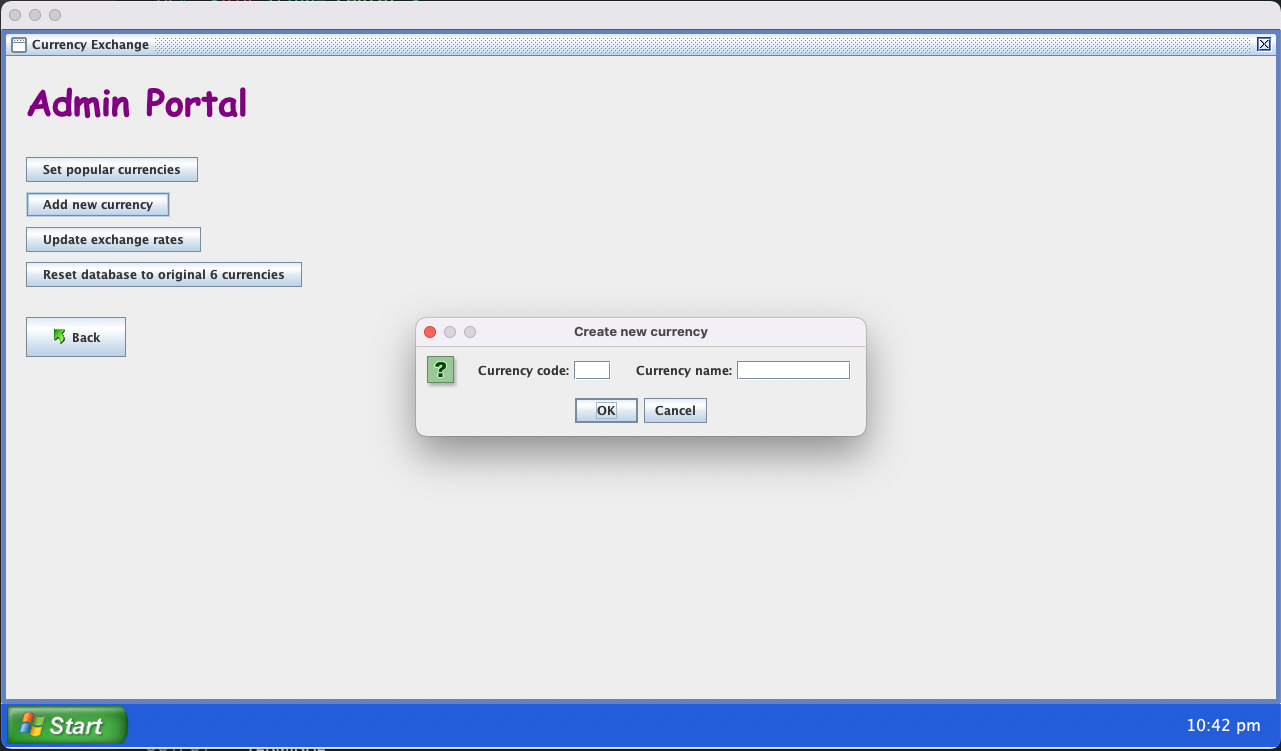 Currency Exchange
Admin Portal
Set popular currencies
Add new currency
Update exchange rates
Reset database to original 6 currencies
Back
Create new currency
?
Currency code:
Currency name:
OK
Cancel
Start
10:42 pm